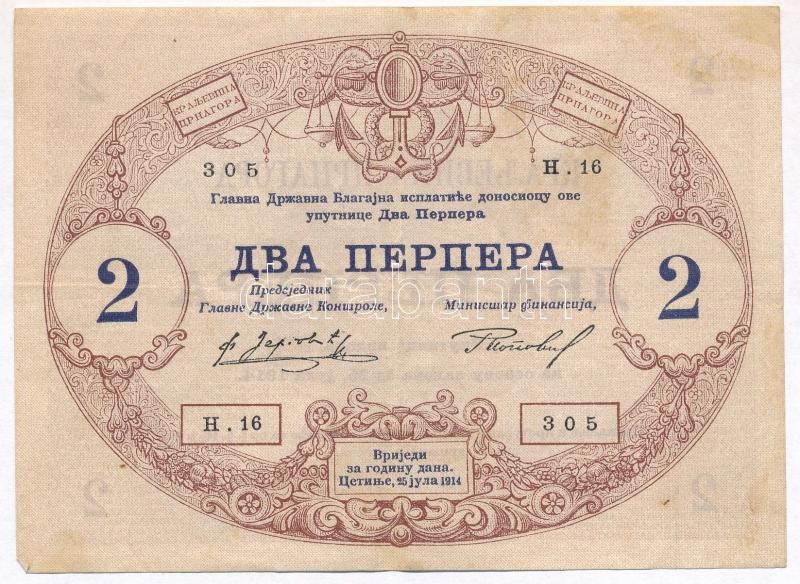 КРАЉЕВИНА
ЦРНАГОРА
КРАЉЕВИНА
ЦРНАГОРА
305
Н.16
Главна Државна Благајна исплатиће доносиоцу ове
упутнице Два Перпера
2
ДВА ПЕРПЕРА
2
Предсједник
Главне Државне Контроле,
Министар финансија,
Н.16
305
Вриједи
за годину дана.
Цетиње, 25 јула 1914
darabanth